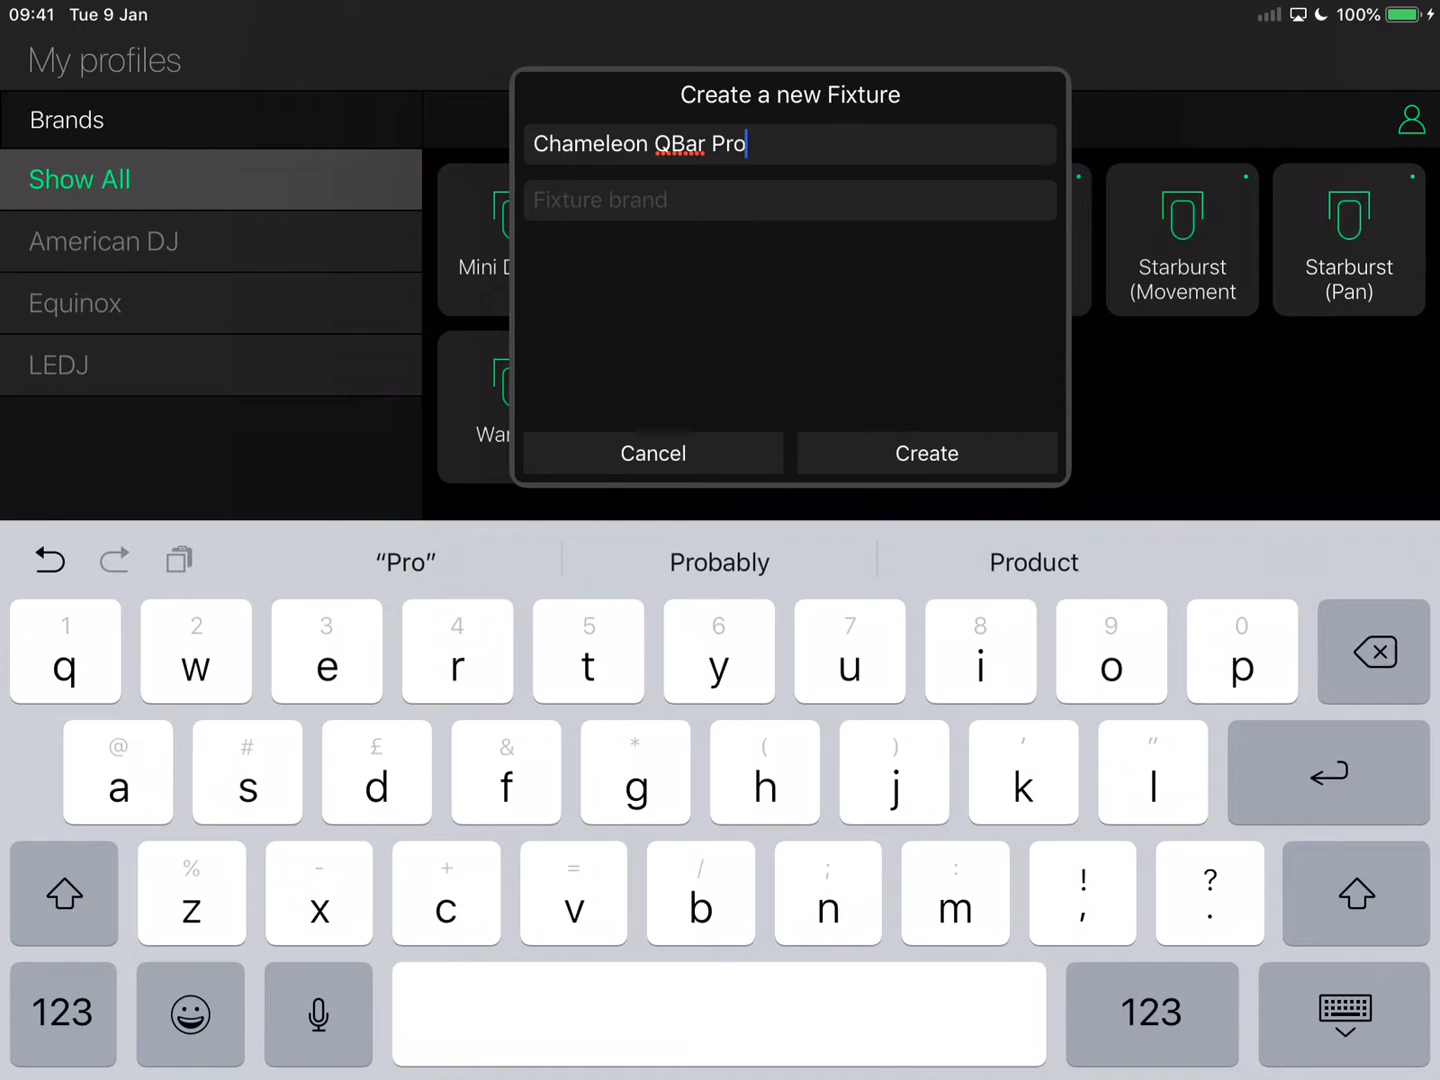 09:41 Tue 9 Jan
100%
My profiles
Create a new Fixture
Brands
Chameleon QBar Pro
Show All
Fixture brand
American DJ
Equinox
LEDJ
Mini D
Starburst
(Movement
Starburst
(Pan)
War
Cancel
Create
“Pro”
Probably
Product
1 2 3 4 5 6 7 8 9 0
q w e r t y u i o p
@ # £ & * ( ) ' "
a s d f g h j k l
% - + = / ; : ! ?
z x c v b n m , .
123
123